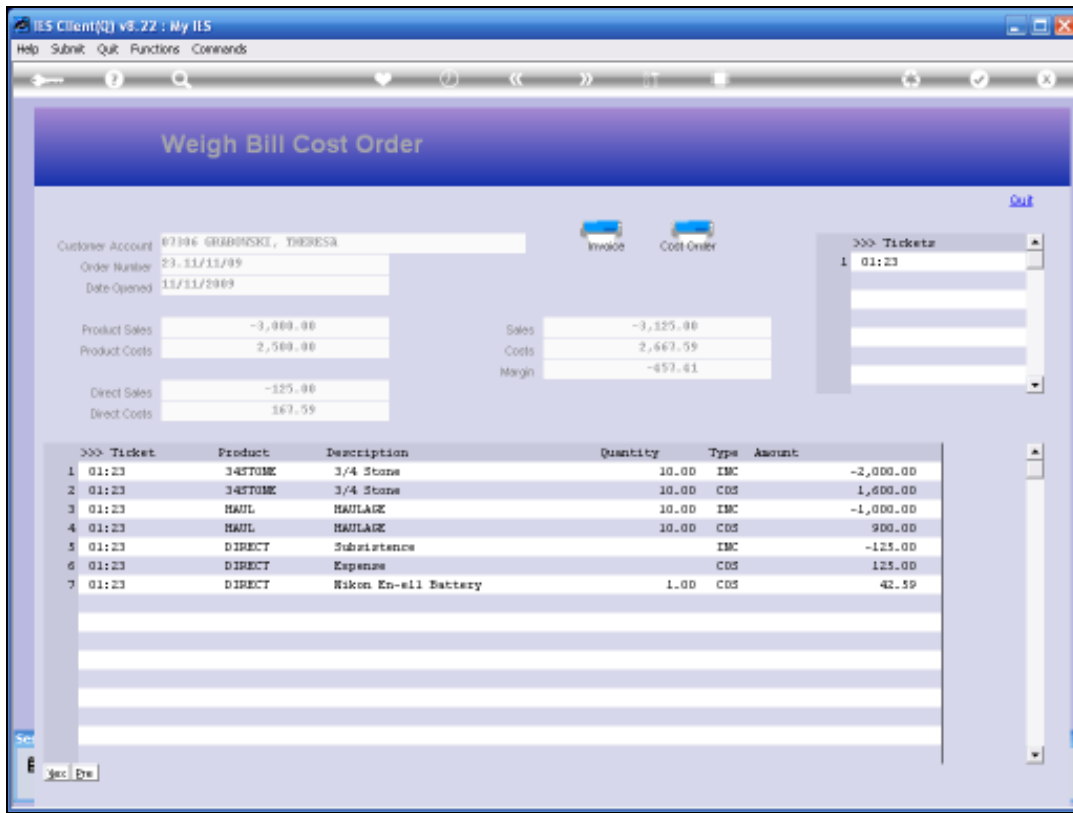 IES Client(Q) v8.22 : My IES
Help Submit Quit Functions Commands
Weigh Bill Cost Order
Quit
Customer Account 07306 GRABOWSKI, THERESA
Invoice Cost Order
>>> Tickets
Order Number 23.11/11/09
1 01:23
Date Opened 11/11/2009
Product Sales -3,000.00 Sales -3,125.00
Product Costs 2,500.00 Costs 2,667.59
Margin -457.41
Direct Sales -125.00
Direct Costs 167.59
>>> Ticket Product Description Quantity Type Amount
1 01:23 34STONE 3/4 Stone 10.00 INC -2,000.00
2 01:23 34STONE 3/4 Stone 10.00 COS 1,600.00
3 01:23 HAUL HAULAGE 10.00 INC -1,000.00
4 01:23 HAUL HAULAGE 10.00 COS 900.00
5 01:23 DIRECT Subsistence INC -125.00
6 01:23 DIRECT Expense COS 125.00
7 01:23 DIRECT Nikon En-el1 Battery 1.00 COS 42.59
Pre